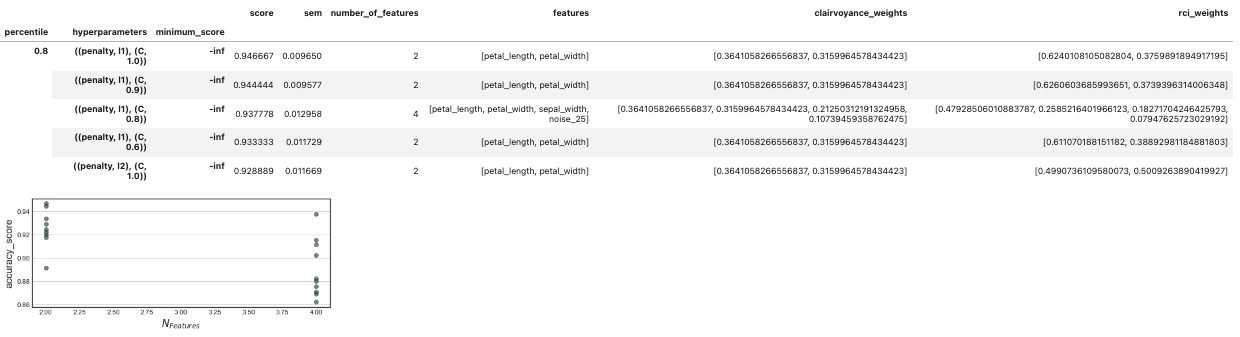 score sem number_of_features features clairvoyance_weights rci_weights
percentile hyperparameters minimum_score
0.8 ((penalty, l1), (C, 1.0)) -inf 0.946667 0.009650 2 [petal_length, petal_width] [0.3641058266556837, 0.3159964578434423] [0.6240108105082804, 0.3759891894917195]
((penalty, l1), (C, 0.9)) -inf 0.944444 0.009577 2 [petal_length, petal_width] [0.3641058266556837, 0.3159964578434423] [0.6260603685993651, 0.3739396314006348]
((penalty, l1), (C, 0.8)) -inf 0.937778 0.012958 4 [petal_length, petal_width, sepal_width, noise_25] [0.3641058266556837, 0.3159964578434423, 0.21250312191324958, 0.10739459358762475] [0.47928506010883787, 0.2585216401966123, 0.18271704246425793, 0.07947625723029192]
((penalty, l1), (C, 0.6)) -inf 0.933333 0.011729 2 [petal_length, petal_width] [0.3641058266556837, 0.3159964578434423] [0.611070188151182, 0.38892981184881803]
((penalty, l2), (C, 1.0)) -inf 0.928889 0.011669 2 [petal_length, petal_width] [0.3641058266556837, 0.3159964578434423] [0.4990736109580073, 0.5009263890419927]
accuracy_score
0.94
0.92
0.90
0.88
0.86
2.00 2.25 2.50 2.75 3.00 3.25 3.50 3.75 4.00
N_Features